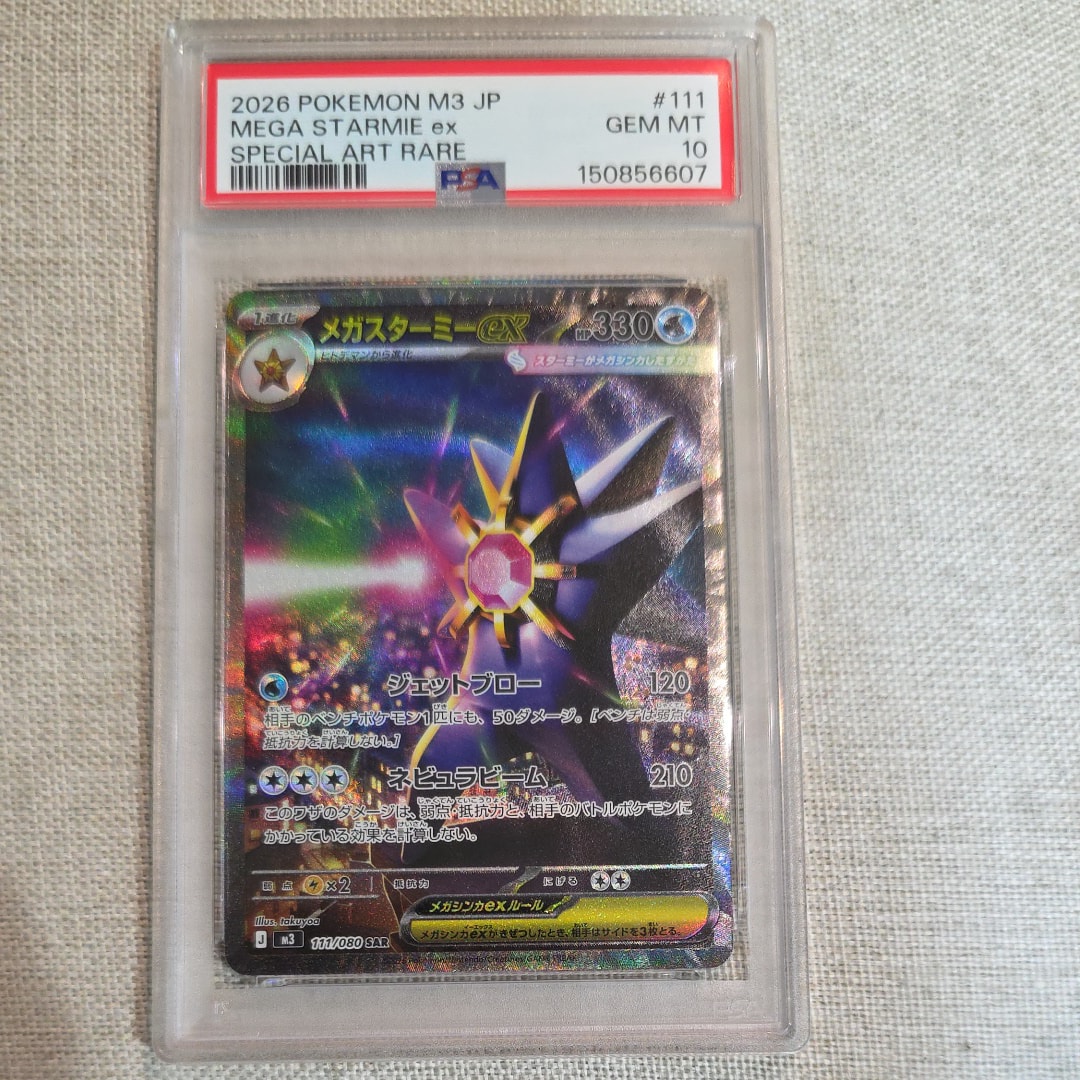 2026 POKEMON M3 JP #111
MEGA STARMIE ex GEM MT
SPECIAL ART RARE 10
PSA 150856607
1進化 メガスターミーex HP330
ヒトデマンから進化
スターミーがメガシンカしたすがた
ジェットブロー 120
相手のベンチポケモン1匹にも、50ダメージ。[ベンチは弱点・
抵抗力を計算しない。]
ネビュラビーム 210
このワザのダメージは、弱点・抵抗力と、相手のバトルポケモンに
かかっている効果を計算しない。
弱点 ×2 抵抗力 にげる
メガシンカexルール
メガシンカexがきぜつしたとき、相手はサイドを3枚とる。
Illus. takuyoa
J M3 111/080 SAR